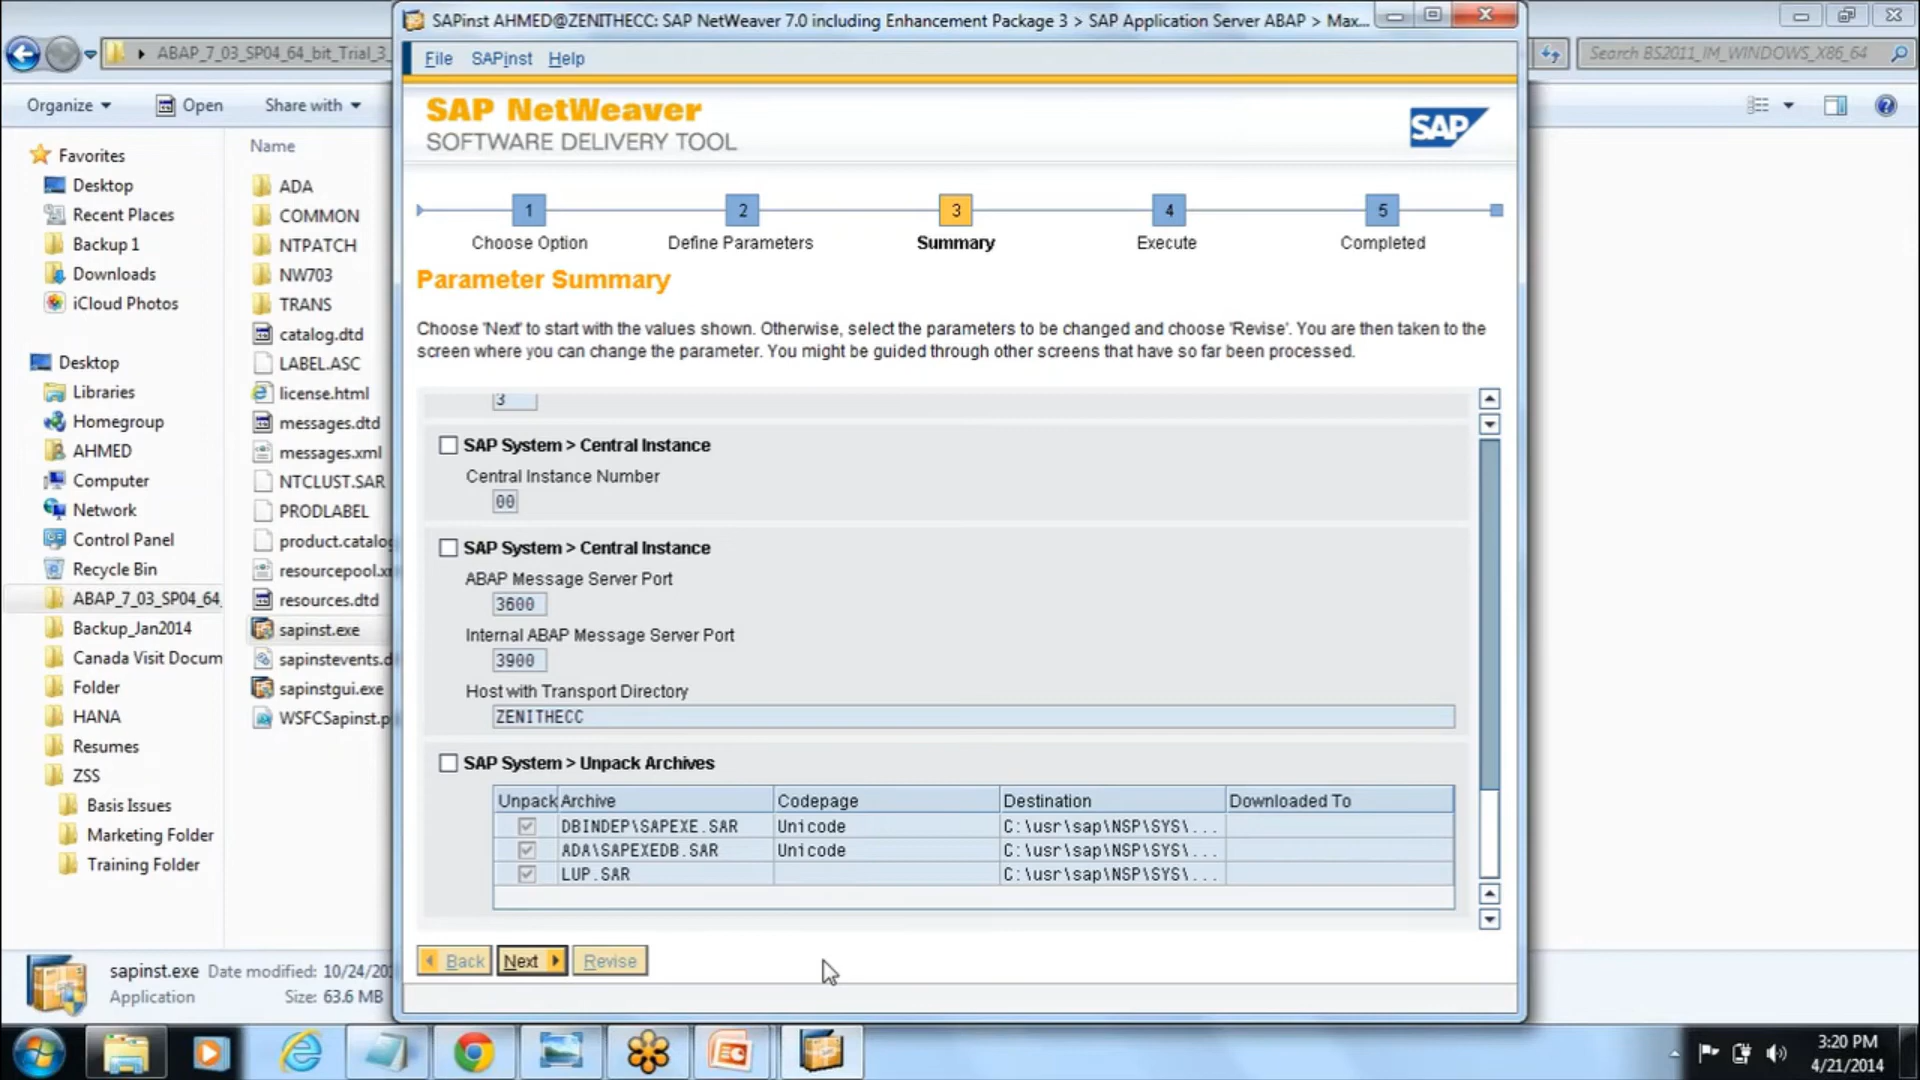 SAPinst AHMED@ZENITHECC: SAP NetWeaver 7.0 including Enhancement Package 3 > SAP Application Server ABAP > Max...
ABAP_7_03_SP04_64_bit_Trial_3_
Search BS2011_IM_WINDOWS_X86_64
File SAPinst Help
Organize Open Share with
SAP NetWeaver
SOFTWARE DELIVERY TOOL
SAP
1 2 3 4 5
Choose Option Define Parameters Summary Execute Completed
Parameter Summary
Choose 'Next' to start with the values shown. Otherwise, select the parameters to be changed and choose 'Revise'. You are then taken to the
screen where you can change the parameter. You might be guided through other screens that have so far been processed.
3
SAP System > Central Instance
Central Instance Number
00
SAP System > Central Instance
ABAP Message Server Port
3600
Internal ABAP Message Server Port
3900
Host with Transport Directory
ZENITHECC
SAP System > Unpack Archives
Unpack Archive Codepage Destination Downloaded To
DBINDEP\SAPEXE.SAR Unicode C:\usr\sap\NSP\SYS\...
ADA\SAPEXEDB.SAR Unicode C:\usr\sap\NSP\SYS\...
LUP.SAR C:\usr\sap\NSP\SYS\...
Back Next Revise
Favorites
Desktop
Recent Places
Backup 1
Downloads
iCloud Photos
Desktop
Libraries
Homegroup
AHMED
Computer
Network
Control Panel
Recycle Bin
ABAP_7_03_SP04_64_
Backup_Jan2014
Canada Visit Docum
Folder
HANA
Resumes
ZSS
Basis Issues
Marketing Folder
Training Folder
Name
ADA
COMMON
NTPATCH
NW703
TRANS
catalog.dtd
LABEL.ASC
license.html
messages.dtd
messages.xml
NTCLUST.SAR
PRODLABEL
product.catalog
resourcepool.x
resources.dtd
sapinst.exe
sapinstevents.d
sapinstgui.exe
WSFCSapinst.p
sapinst.exe Date modified: 10/24/20
Application Size: 63.6 MB
3:20 PM
4/21/2014